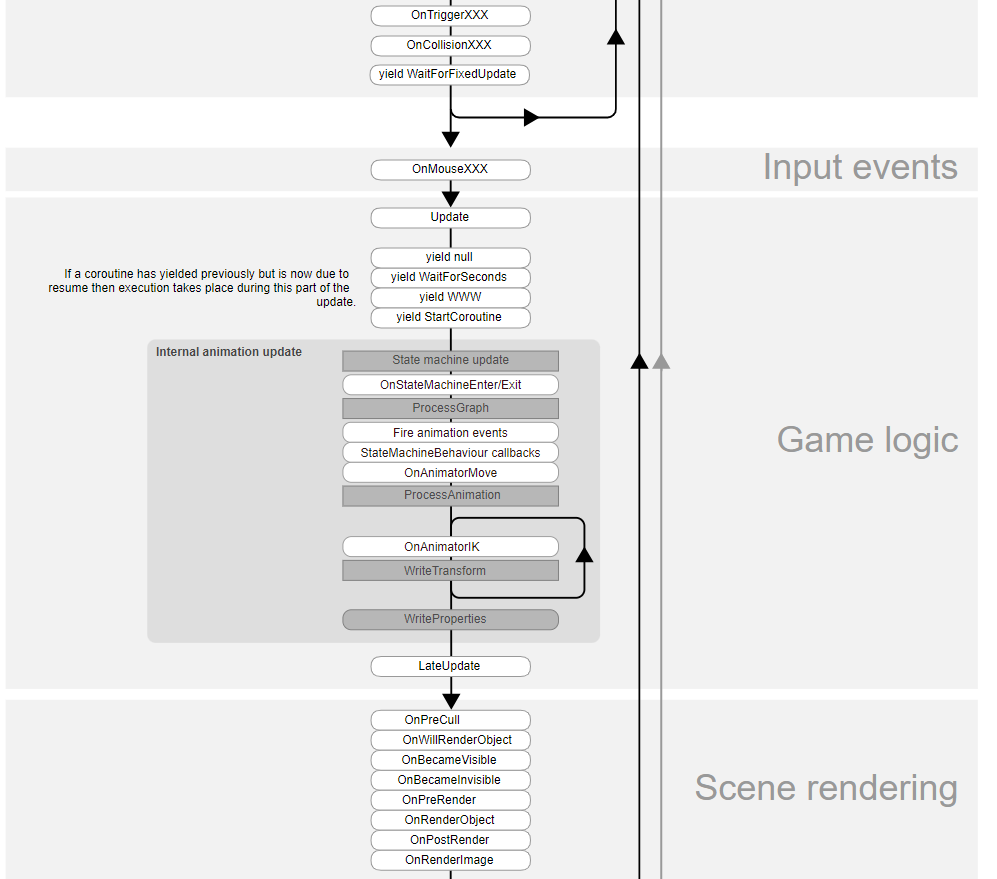 OnTriggerXXX
OnCollisionXXX
yield WaitForFixedUpdate
OnMouseXXX
Input events
Update
yield null
yield WaitForSeconds
yield WWW
yield StartCoroutine
If a coroutine has yielded previously but is now due to
resume then execution takes place during this part of the
update.
Internal animation update
State machine update
OnStateMachineEnter/Exit
ProcessGraph
Fire animation events
StateMachineBehaviour callbacks
OnAnimatorMove
ProcessAnimation
OnAnimatorIK
WriteTransform
WriteProperties
LateUpdate
Game logic
OnPreCull
OnWillRenderObject
OnBecameVisible
OnBecameInvisible
OnPreRender
OnRenderObject
OnPostRender
OnRenderImage
Scene rendering